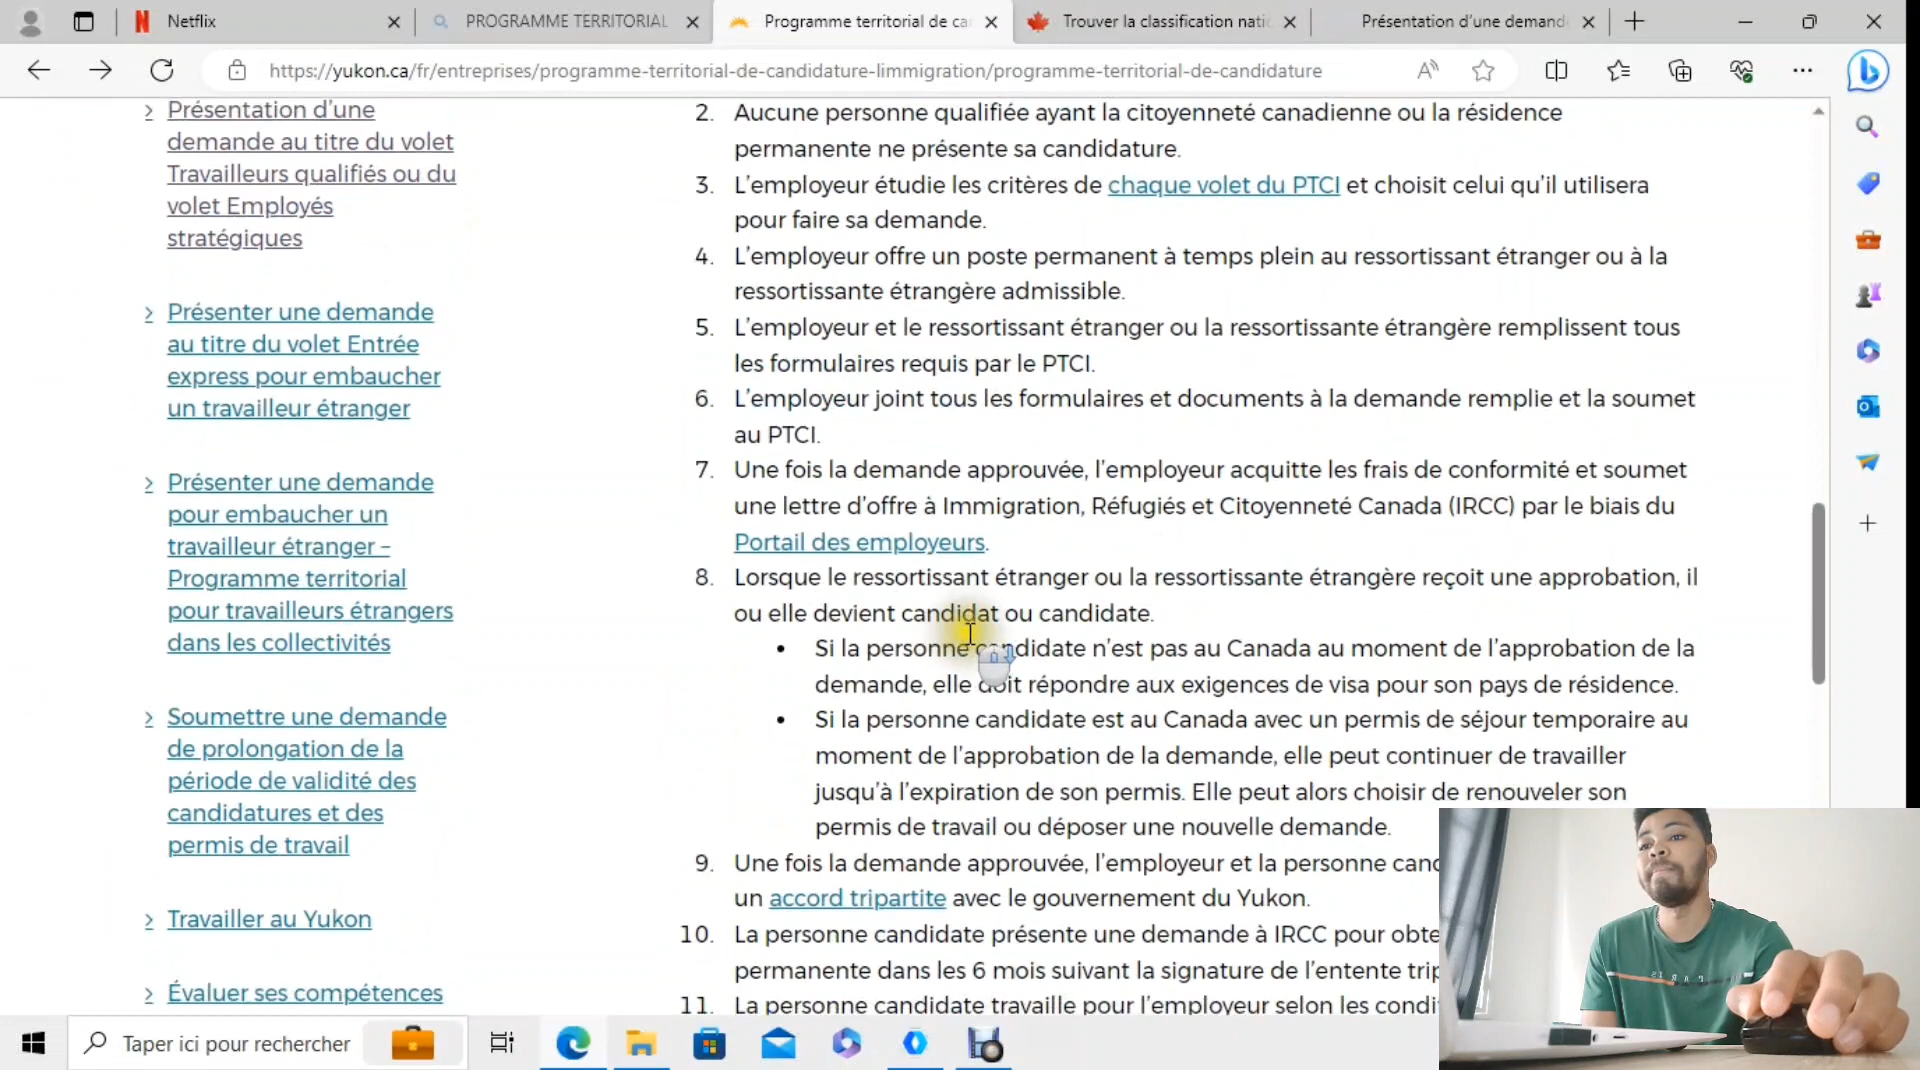 Netflix
PROGRAMME TERRITORIAL
Programme territorial de ca
Trouver la classification nati
Présentation d'une demand
https://yukon.ca/fr/entreprises/programme-territorial-de-candidature-limmigration/programme-territorial-de-candidature
Présentation d'une
demande au titre du volet
Travailleurs qualifiés ou du
volet Employés
stratégiques
Présenter une demande
au titre du volet Entrée
express pour embaucher
un travailleur étranger
Présenter une demande
pour embaucher un
travailleur étranger –
Programme territorial
pour travailleurs étrangers
dans les collectivités
Soumettre une demande
de prolongation de la
période de validité des
candidatures et des
permis de travail
Travailler au Yukon
Évaluer ses compétences
2. Aucune personne qualifiée ayant la citoyenneté canadienne ou la résidence
permanente ne présente sa candidature.
3. L'employeur étudie les critères de chaque volet du PTCI et choisit celui qu'il utilisera
pour faire sa demande.
4. L'employeur offre un poste permanent à temps plein au ressortissant étranger ou à la
ressortissante étrangère admissible.
5. L'employeur et le ressortissant étranger ou la ressortissante étrangère remplissent tous
les formulaires requis par le PTCI.
6. L'employeur joint tous les formulaires et documents à la demande remplie et la soumet
au PTCI.
7. Une fois la demande approuvée, l'employeur acquitte les frais de conformité et soumet
une lettre d'offre à Immigration, Réfugiés et Citoyenneté Canada (IRCC) par le biais du
Portail des employeurs.
8. Lorsque le ressortissant étranger ou la ressortissante étrangère reçoit une approbation, il
ou elle devient candidat ou candidate.
• Si la personne candidate n'est pas au Canada au moment de l'approbation de la
demande, elle doit répondre aux exigences de visa pour son pays de résidence.
• Si la personne candidate est au Canada avec un permis de séjour temporaire au
moment de l'approbation de la demande, elle peut continuer de travailler
jusqu'à l'expiration de son permis. Elle peut alors choisir de renouveler son
permis de travail ou déposer une nouvelle demande.
9. Une fois la demande approuvée, l'employeur et la personne cand
un accord tripartite avec le gouvernement du Yukon.
10. La personne candidate présente une demande à IRCC pour obte
permanente dans les 6 mois suivant la signature de l'entente trip
11. La personne candidate travaille pour l'employeur selon les condit
Taper ici pour rechercher